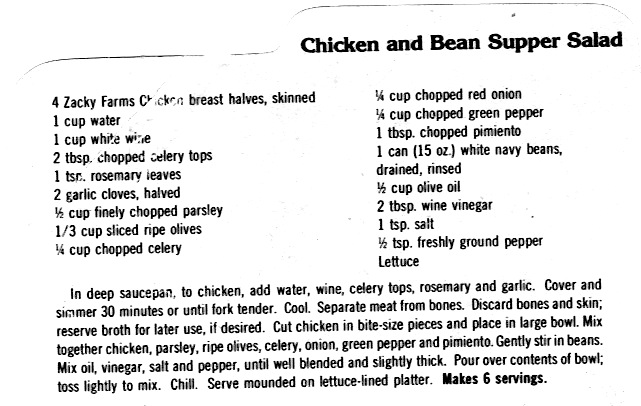 Chicken and Bean Supper Salad
4 Zacky Farms Chicken breast halves, skinned
1 cup water
1 cup white wine
2 tbsp. chopped celery tops
1 tsp. rosemary leaves
2 garlic cloves, halved
½ cup finely chopped parsley
1/3 cup sliced ripe olives
¼ cup chopped celery
¼ cup chopped red onion
¼ cup chopped green pepper
1 tbsp. chopped pimiento
1 can (15 oz.) white navy beans,
drained, rinsed
½ cup olive oil
2 tbsp. wine vinegar
1 tsp. salt
½ tsp. freshly ground pepper
Lettuce
In deep saucepan, to chicken, add water, wine, celery tops, rosemary and garlic. Cover and
simmer 30 minutes or until fork tender. Cool. Separate meat from bones. Discard bones and skin;
reserve broth for later use, if desired. Cut chicken in bite-size pieces and place in large bowl. Mix
together chicken, parsley, ripe olives, celery, onion, green pepper and pimiento. Gently stir in beans.
Mix oil, vinegar, salt and pepper, until well blended and slightly thick. Pour over contents of bowl;
toss lightly to mix. Chill. Serve mounded on lettuce-lined platter. Makes 6 servings.